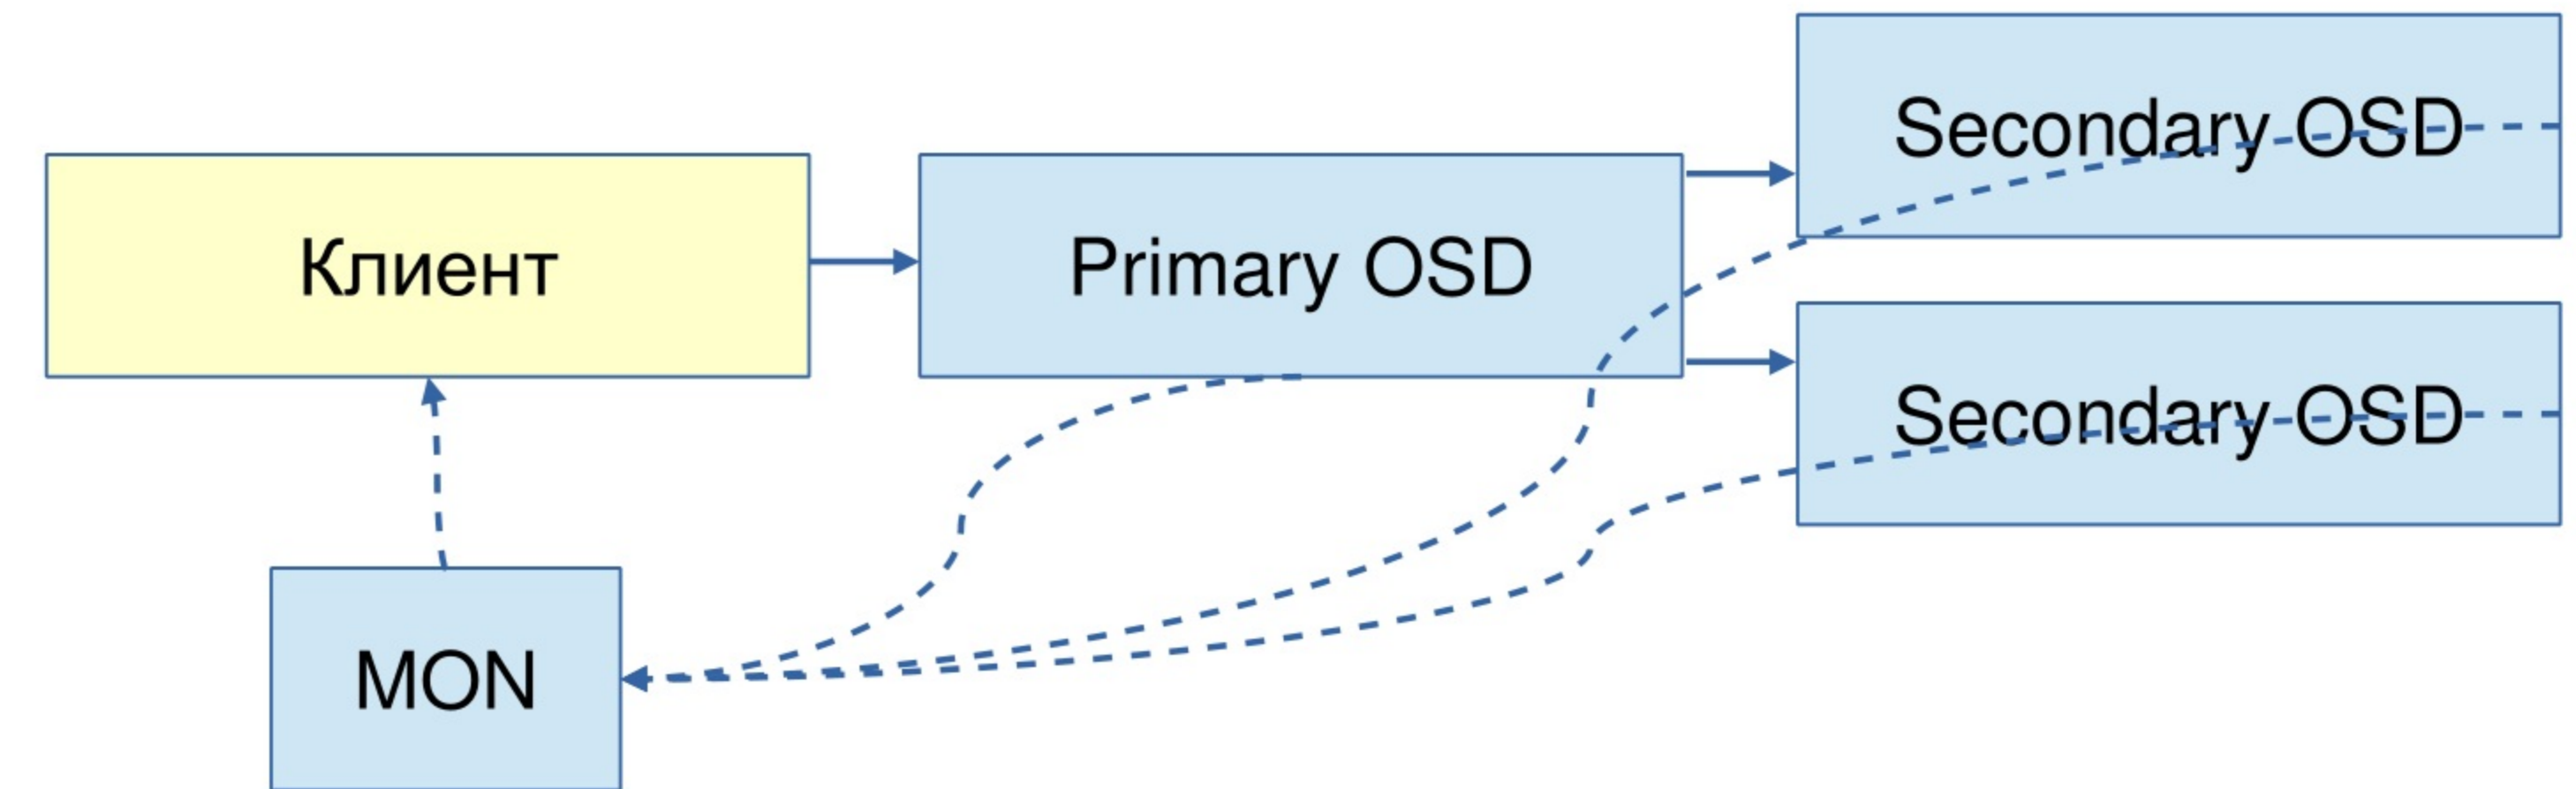 Secondary OSD
Клиент
Primary OSD
Secondary OSD
MON